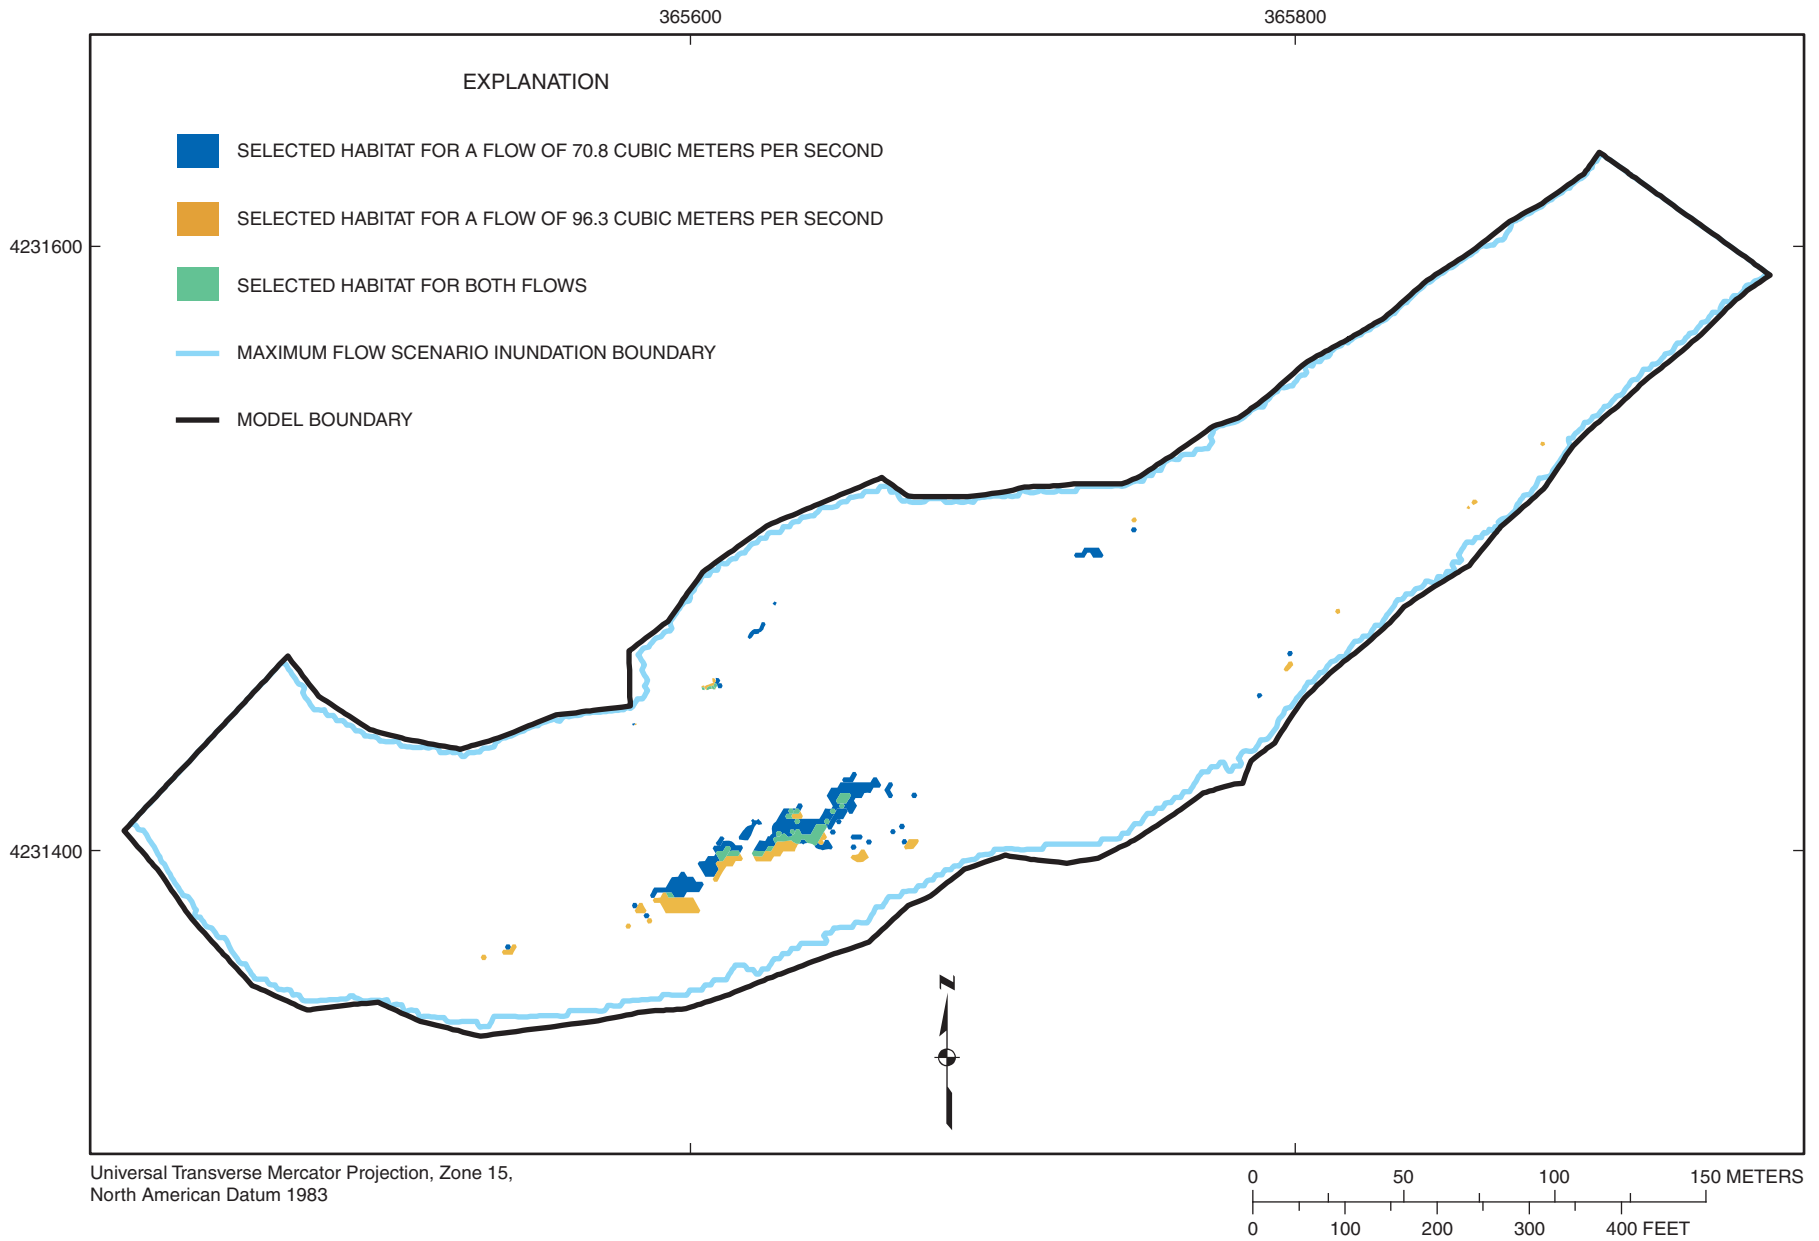 365600
365800
EXPLANATION
SELECTED HABITAT FOR A FLOW OF 70.8 CUBIC METERS PER SECOND
SELECTED HABITAT FOR A FLOW OF 96.3 CUBIC METERS PER SECOND
4231600
SELECTED HABITAT FOR BOTH FLOWS
MAXIMUM FLOW SCENARIO INUNDATION BOUNDARY
MODEL BOUNDARY
4231400
N
Universal Transverse Mercator Projection, Zone 15,
North American Datum 1983
0 50 100 150 METERS
0 100 200 300 400 FEET